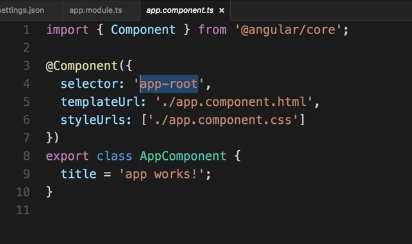 settings.json app.module.ts app.component.ts ×
1 import { Component } from '@angular/core';
2
3 @Component({
4 selector: 'app-root',
5 templateUrl: './app.component.html',
6 styleUrls: ['./app.component.css']
7 })
8 export class AppComponent {
9 title = 'app works!';
10 }
11